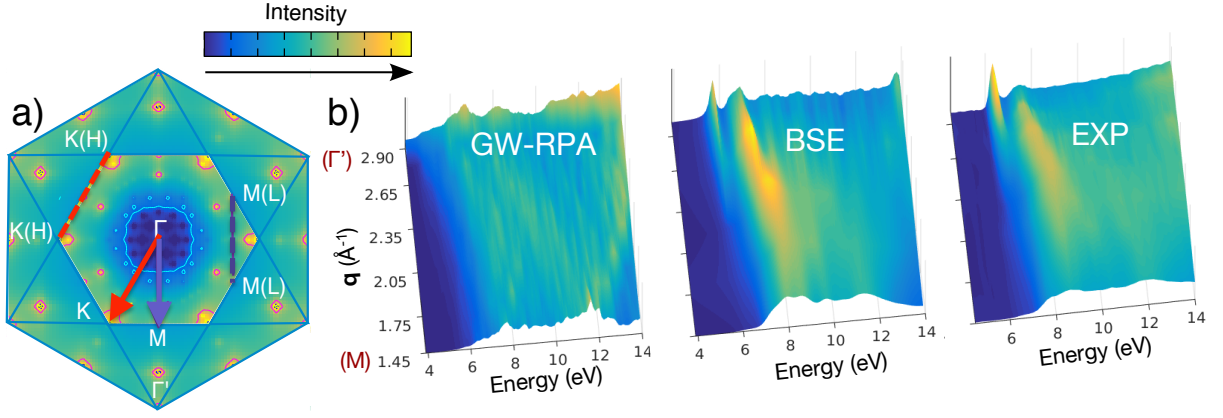 Intensity
a)
K(H)
K(H)
Γ
M(L)
M(L)
K
M
Γ'
b)
GW-RPA
BSE
EXP
(Γ')
2.90
2.65
2.35
2.05
1.75
1.45
(M)
q (Å⁻¹)
4 6 8 10 12 14
Energy (eV)
4 6 8 10 12 14
Energy (eV)
6 8 10 12 14
Energy (eV)